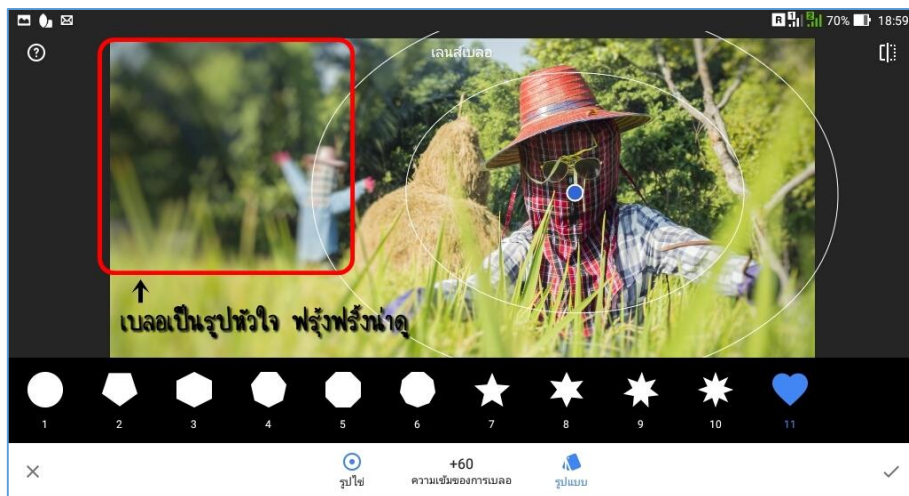 R 1 2 70% 18:59
เลนส์เบลอ
เบลอเป็นรูปหัวใจ ฟรุ้งฟริ้งน่าดู
1 2 3 4 5 6 7 8 9 10 11
+60
รูปไข่ ความเข้มของการเบลอ รูปแบบ